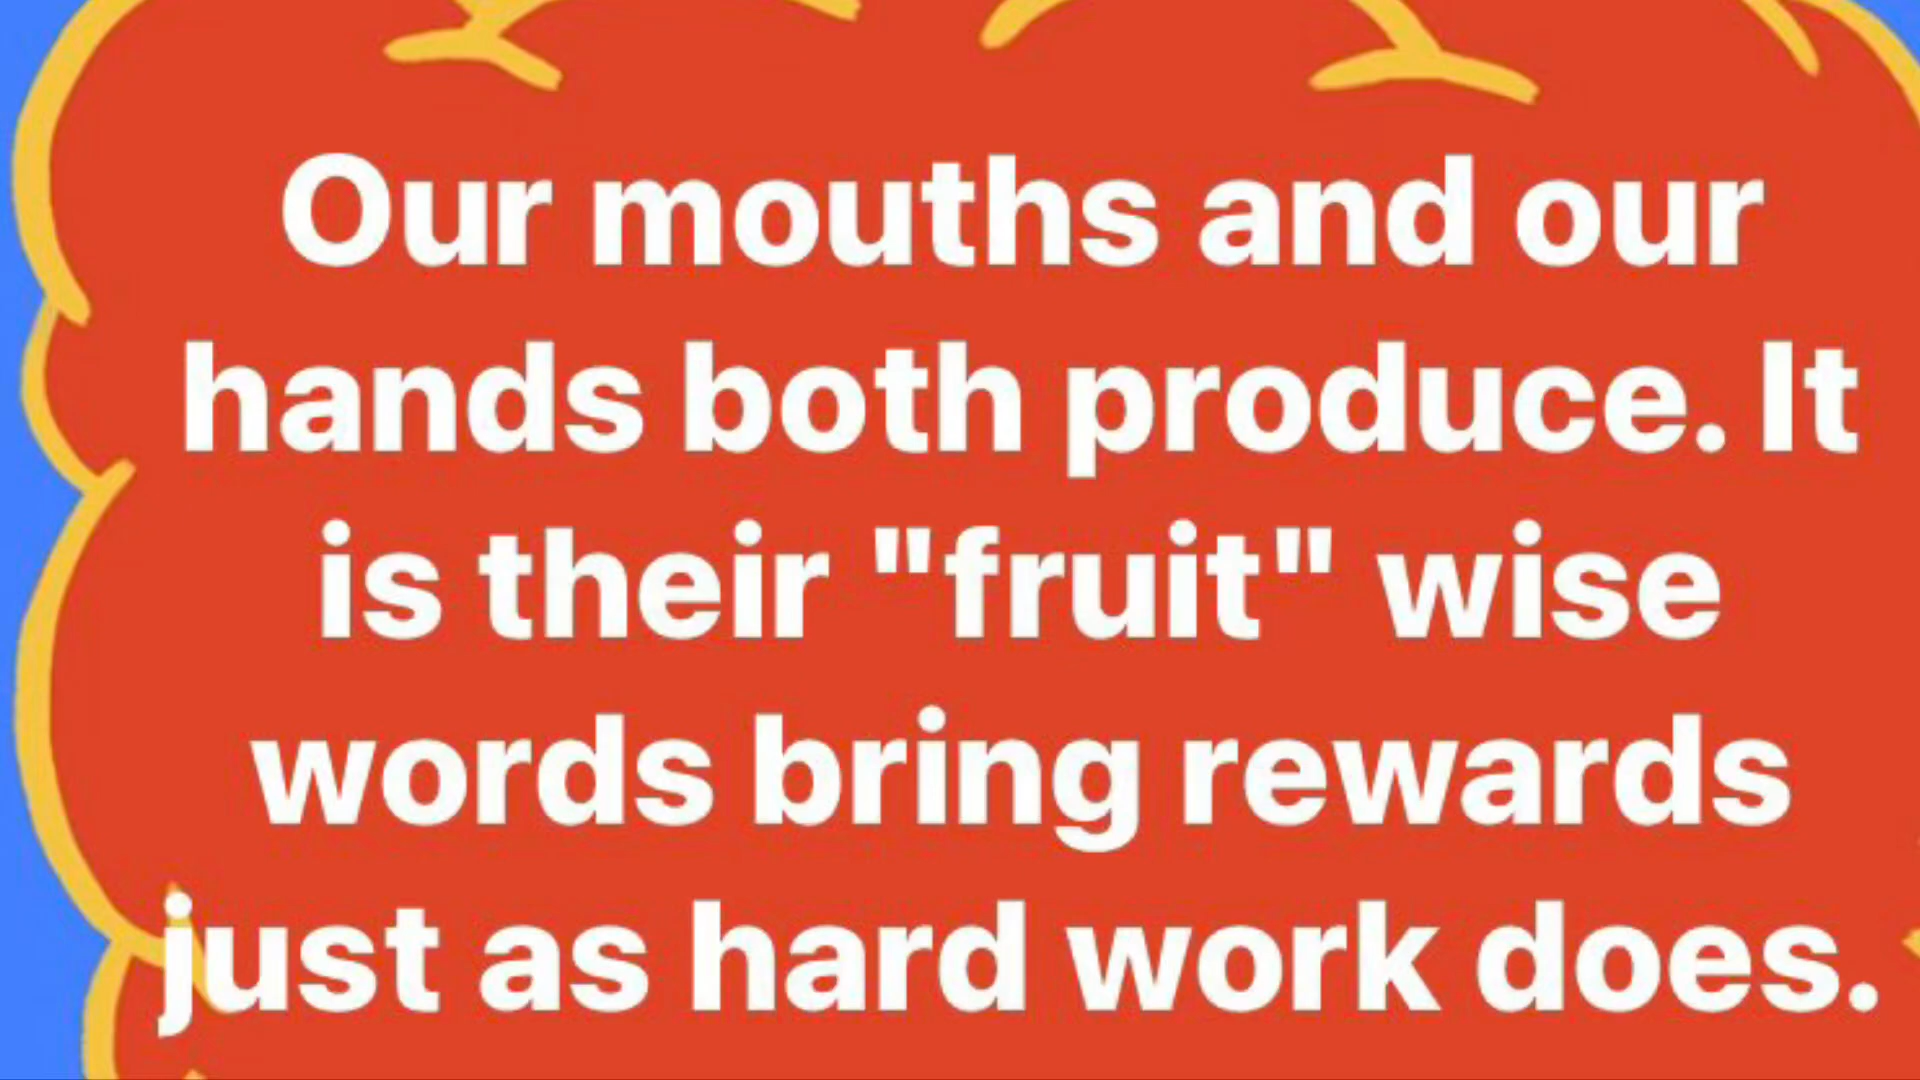 Our mouths and our
hands both produce. It
is their "fruit" wise
words bring rewards
just as hard work does.